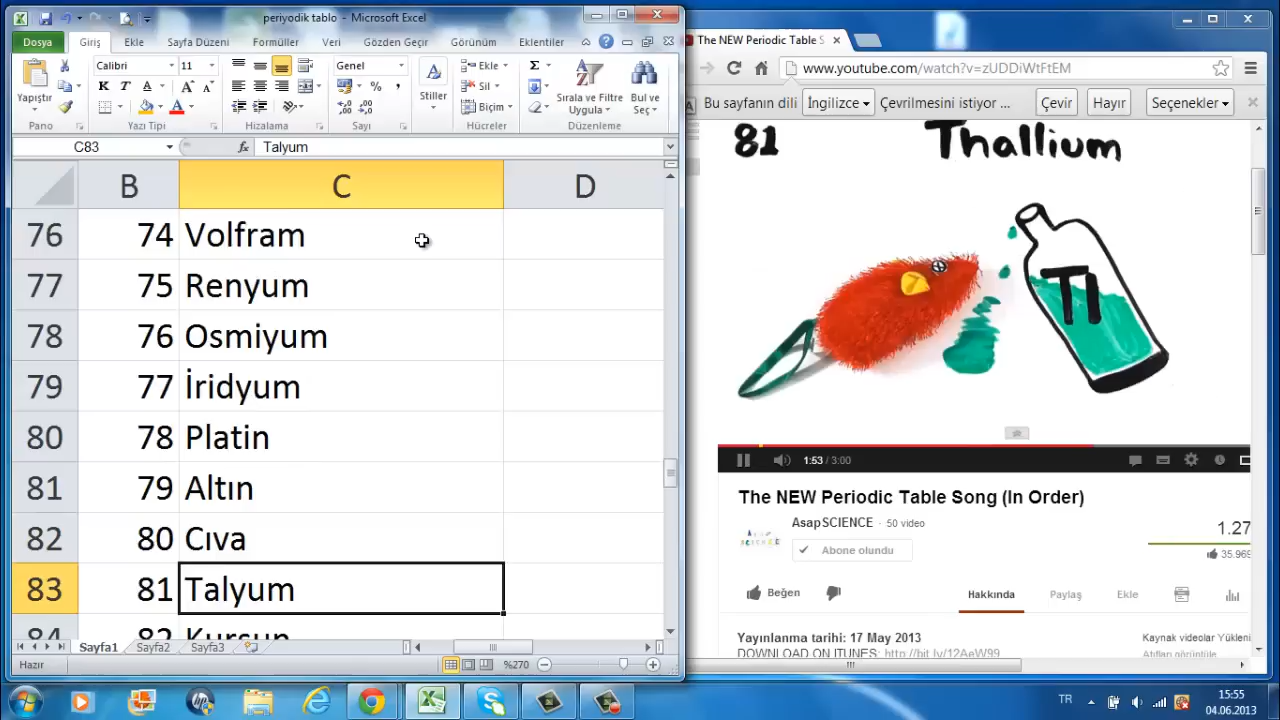 periyodik tablo - Microsoft Excel
Dosya Giriş Ekle Sayfa Düzeni Formüller Veri Gözden Geçir Görünüm Eklentiler
Yapıştır
Pano
Calibri 11
K T A
Yazı Tipi
Hizalama
Genel
% ,
Sayı
Stiller
Ekle
Sil
Biçim
Hücreler
Σ
Sırala ve Filtre Uygula
Bul ve Seç
Düzenleme
C83 fx Talyum
B C D
76 74 Volfram
77 75 Renyum
78 76 Osmiyum
79 77 İridyum
80 78 Platin
81 79 Altın
82 80 Cıva
83 81 Talyum
84 82 Kurşun
Sayfa1 Sayfa2 Sayfa3
Hazır %270
The NEW Periodic Table S
www.youtube.com/watch?v=zUDDiWtFtEM
Bu sayfanın dili İngilizce Çevrilmesini istiyor ... Çevir Hayır Seçenekler
81 Thallium
Tl
1:53 / 3:00
The NEW Periodic Table Song (In Order)
AsapSCIENCE · 50 video
Abone olundu
1.27
35.969
Beğen
Hakkında Paylaş Ekle
Yayınlanma tarihi: 17 May 2013
DOWNLOAD ON ITUNES: http://bit.ly/12AeW99
Kaynak videolar Yükleni
Atıfları görüntüle
TR 15:55
04.06.2013